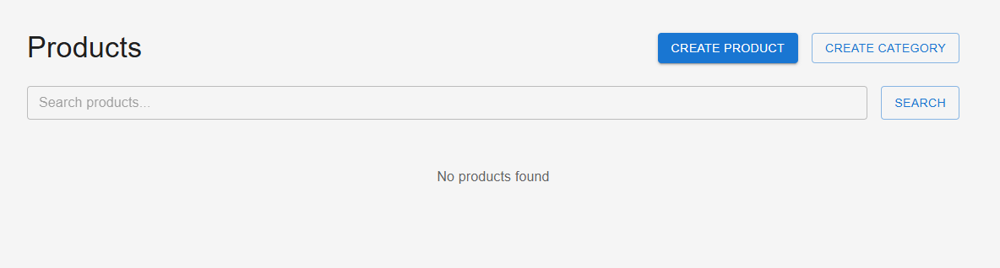 Products
CREATE PRODUCT
CREATE CATEGORY
Search products...
SEARCH
No products found